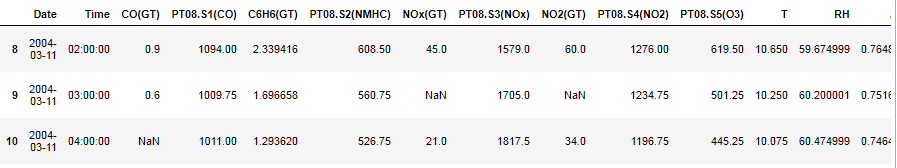 Date Time CO(GT) PT08.S1(CO) C6H6(GT) PT08.S2(NMHC) NOx(GT) PT08.S3(NOx) NO2(GT) PT08.S4(NO2) PT08.S5(O3) T RH
8 2004-03-11 02:00:00 0.9 1094.00 2.339416 608.50 45.0 1579.0 60.0 1276.00 619.50 10.650 59.674999 0.7648
9 2004-03-11 03:00:00 0.6 1009.75 1.696658 560.75 NaN 1705.0 NaN 1234.75 501.25 10.250 60.200001 0.7516
10 2004-03-11 04:00:00 NaN 1011.00 1.293620 526.75 21.0 1817.5 34.0 1196.75 445.25 10.075 60.474999 0.7464